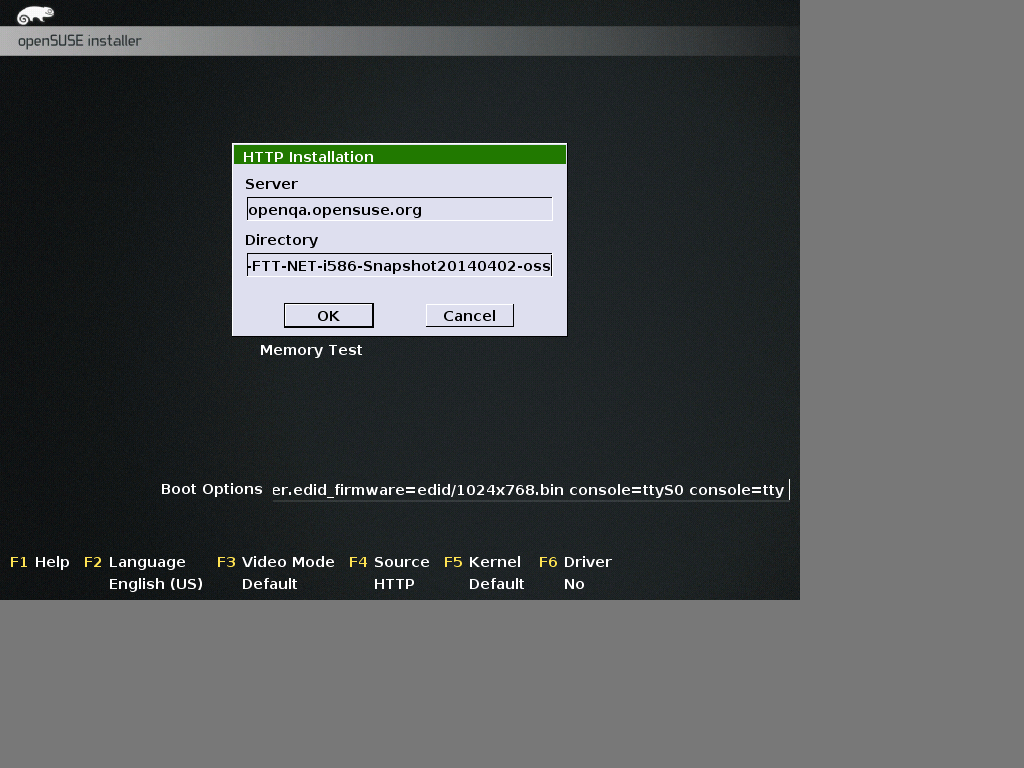 openSUSE installer
HTTP Installation
Server
openqa.opensuse.org
Directory
-FTT-NET-i586-Snapshot20140402-oss
OK Cancel
Memory Test
Boot Options er.edid_firmware=edid/1024x768.bin console=ttyS0 console=tty
F1 Help F2 Language F3 Video Mode F4 Source F5 Kernel F6 Driver
English (US) Default HTTP Default No